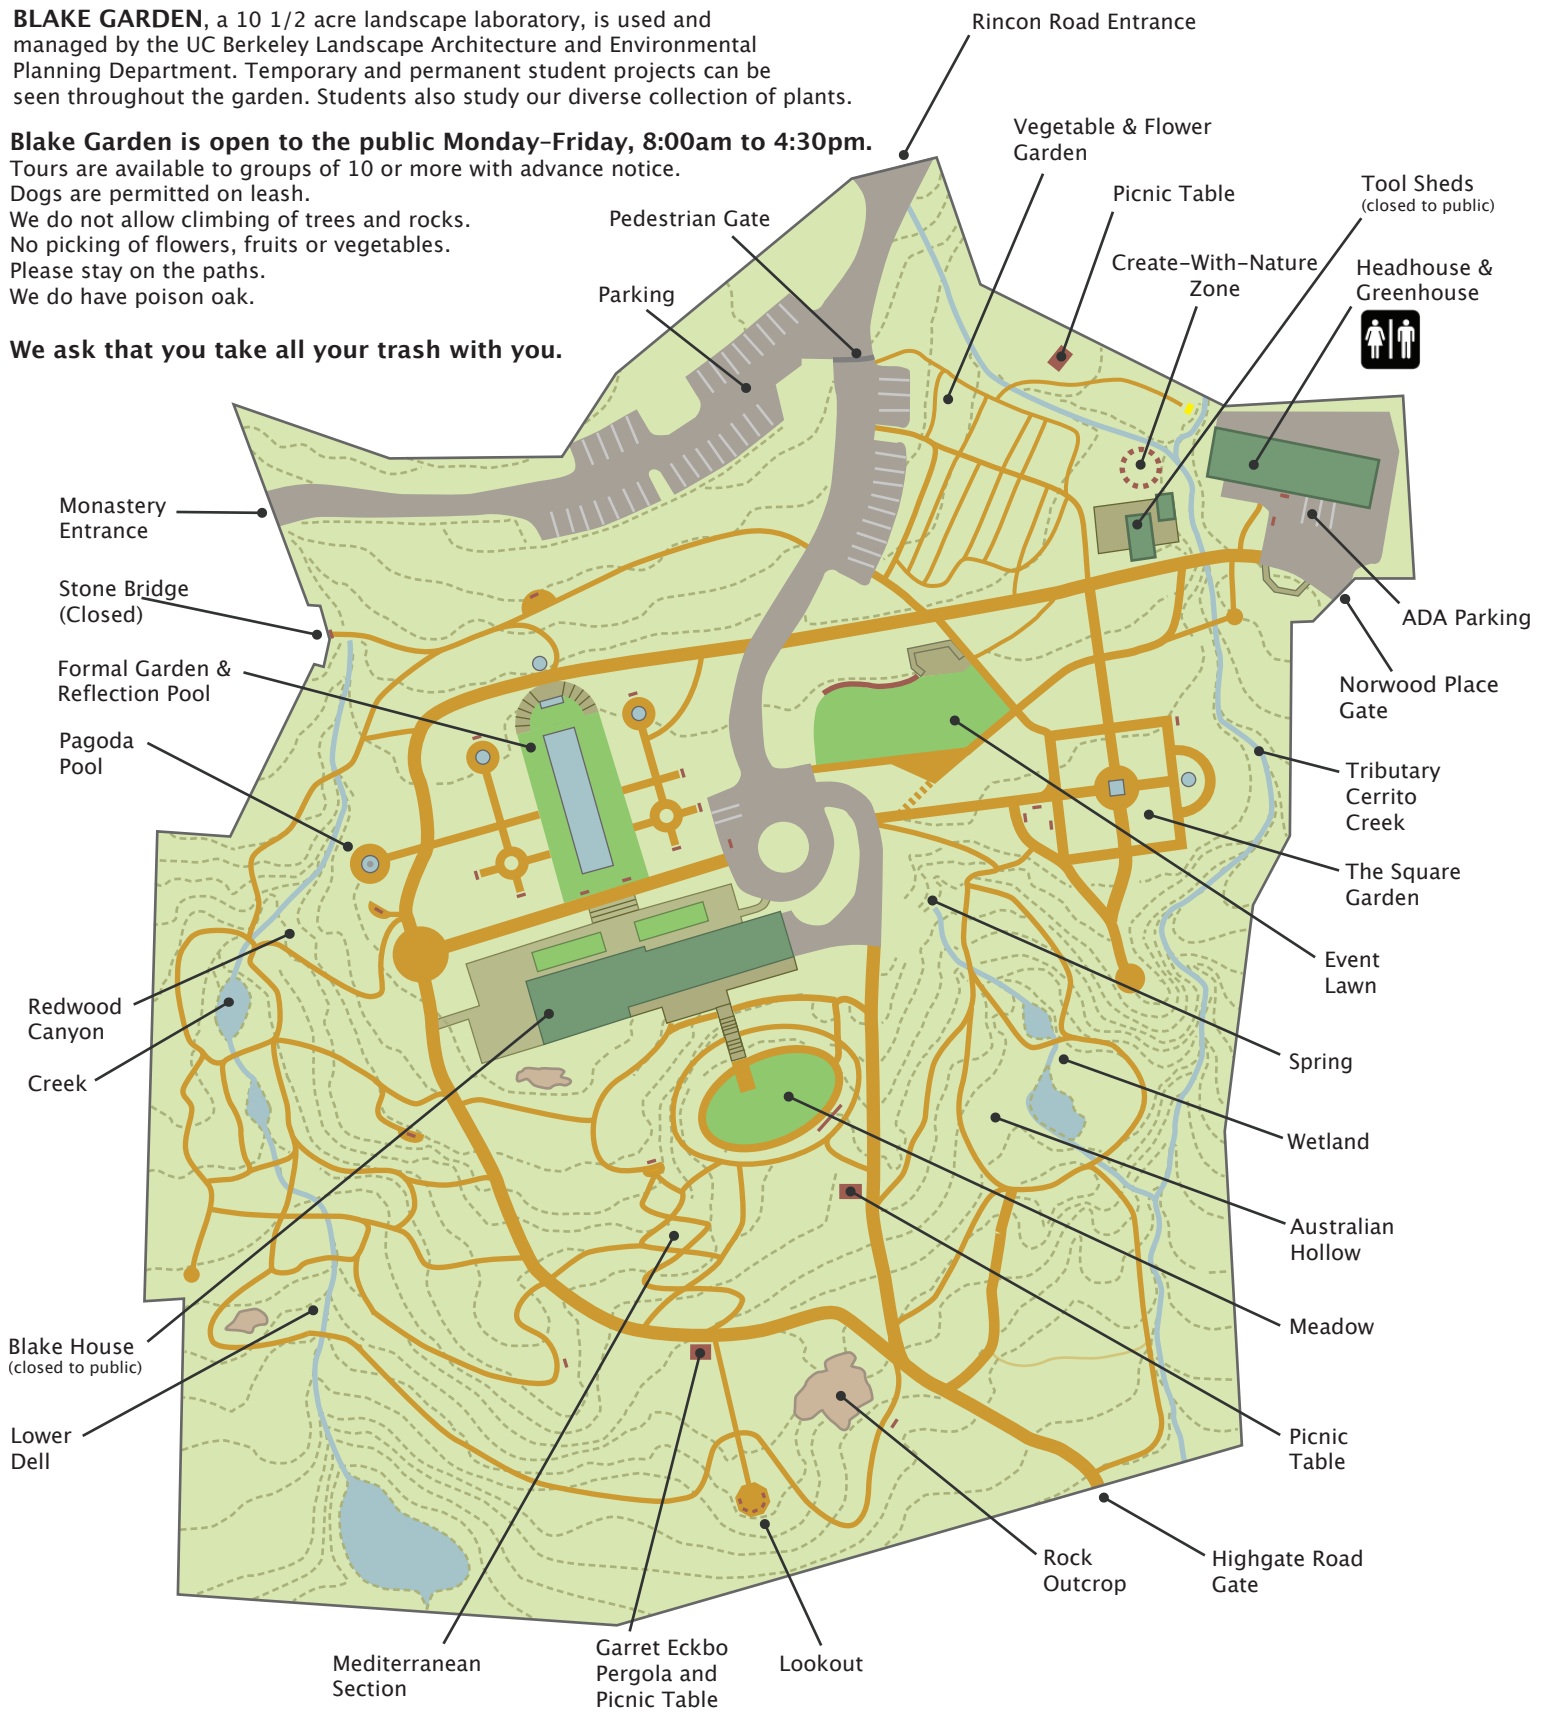 BLAKE GARDEN, a 10 1/2 acre landscape laboratory, is used and
managed by the UC Berkeley Landscape Architecture and Environmental
Planning Department. Temporary and permanent student projects can be
seen throughout the garden. Students also study our diverse collection of plants.
Blake Garden is open to the public Monday–Friday, 8:00am to 4:30pm.
Tours are available to groups of 10 or more with advance notice.
Dogs are permitted on leash.
We do not allow climbing of trees and rocks.
No picking of flowers, fruits or vegetables.
Please stay on the paths.
We do have poison oak.
We ask that you take all your trash with you.
Rincon Road Entrance
Vegetable & Flower
Garden
Picnic Table
Tool Sheds
(closed to public)
Pedestrian Gate
Create–With–Nature
Zone
Headhouse &
Greenhouse
Parking
Monastery
Entrance
Stone Bridge
(Closed)
Formal Garden &
Reflection Pool
Pagoda
Pool
Redwood
Canyon
Creek
Blake House
(closed to public)
Lower
Dell
Mediterranean
Section
Garret Eckbo
Pergola and
Picnic Table
Lookout
Rock
Outcrop
Highgate Road
Gate
Picnic
Table
Meadow
Australian
Hollow
Wetland
Spring
Event
Lawn
The Square
Garden
Tributary
Cerrito
Creek
Norwood Place
Gate
ADA Parking